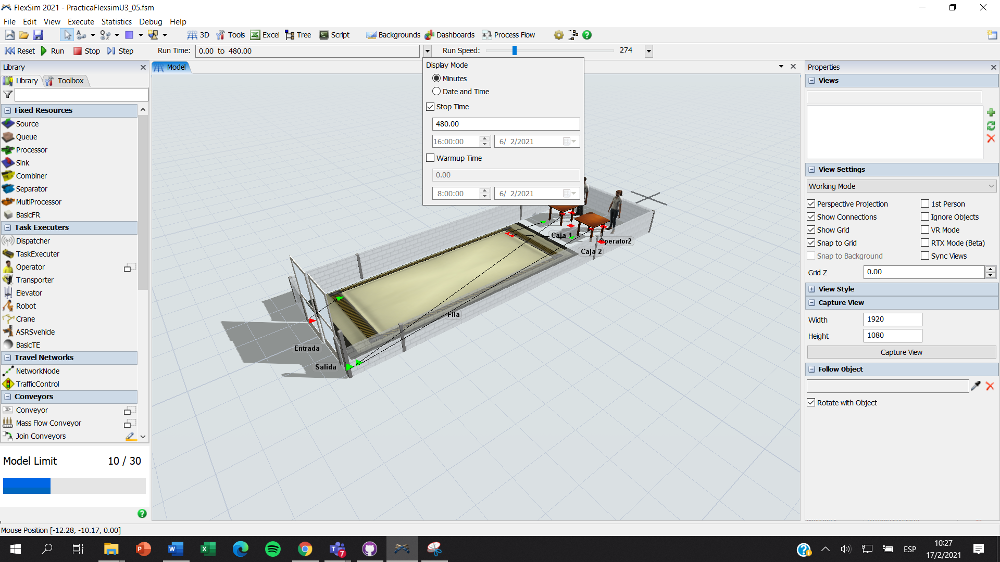 FlexSim 2021 - PracticaFlexsimU3_05.fsm
File Edit View Execute Statistics Debug Help
3D Tools Excel Tree Script Backgrounds Dashboards Process Flow
Reset Run Stop Step Run Time: 0.00 to 480.00 Run Speed: 274
Library
Library Toolbox
Fixed Resources
Source
Queue
Processor
Sink
Combiner
Separator
MultiProcessor
BasicFR
Task Executers
Dispatcher
TaskExecuter
Operator
Transporter
Elevator
Robot
Crane
ASRSvehicle
BasicTE
Travel Networks
NetworkNode
TrafficControl
Conveyors
Conveyor
Mass Flow Conveyor
Join Conveyors
Model Limit 10 / 30
Model
Display Mode
Minutes
Date and Time
Stop Time
480.00
16:00:00 6/ 2/2021
Warmup Time
0.00
8:00:00 6/ 2/2021
Caja 1
Operator2
Caja 2
Fila
Entrada
Salida
Properties
Views
View Settings
Working Mode
Perspective Projection 1st Person
Show Connections Ignore Objects
Show Grid VR Mode
Snap to Grid RTX Mode (Beta)
Snap to Background Sync Views
Grid Z 0.00
View Style
Capture View
Width 1920
Height 1080
Capture View
Follow Object
Rotate with Object
Mouse Position [-12.28, -10.17, 0.00]
7
ESP
10:27
17/2/2021